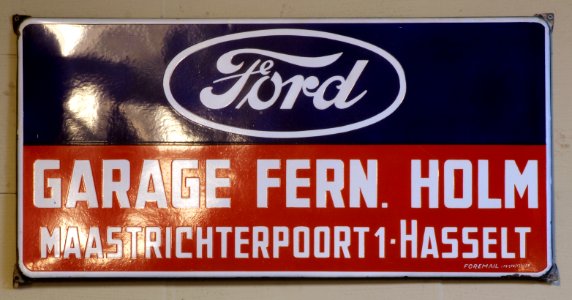 Ford
GARAGE FERN. HOLM
MAASTRICHTERPOORT 1-HASSELT
FOREMAIL